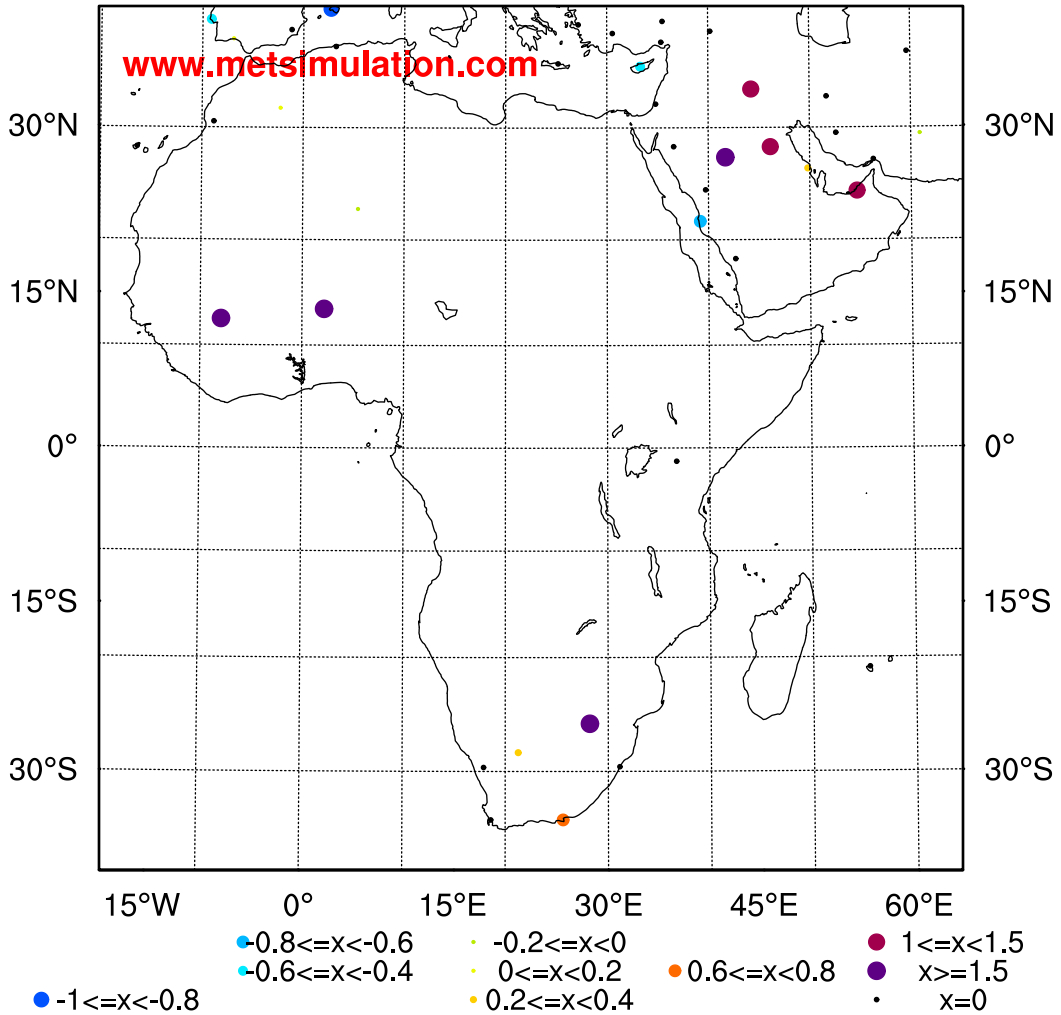 www.metsimulation.com
30°N 30°N
15°N 15°N
0° 0°
15°S 15°S
30°S 30°S
15°W 0° 15°E 30°E 45°E 60°E
-0.8<=x<-0.6 -0.2<=x<0 1<=x<1.5
-0.6<=x<-0.4 0<=x<0.2 0.6<=x<0.8 x>=1.5
-1<=x<-0.8 0.2<=x<0.4 x=0